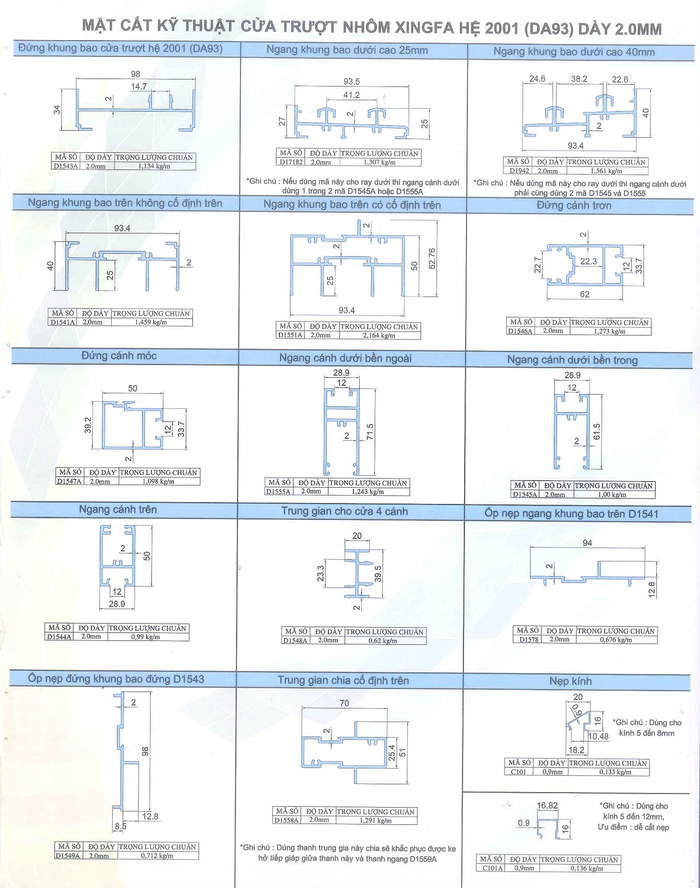 MẶT CẮT KỸ THUẬT CỬA TRƯỢT NHÔM XINGFA HỆ 2001 (DA93) DÀY 2.0MM
Đứng khung bao cửa trượt hệ 2001 (DA93)
98
14.7
2
34
MÃ SỐ ĐỘ DÀY TRỌNG LƯỢNG CHUẨN
D1543A 2.0mm 1,134 kg/m
Ngang khung bao dưới cao 25mm
93.5
41.2
27
2
25
MÃ SỐ ĐỘ DÀY TRỌNG LƯỢNG CHUẨN
D17182 2.0mm 1,307 kg/m
*Ghi chú : Nếu dùng mã này cho ray dưới thì ngang cánh dưới
dùng 1 trong 2 mã D1545A hoặc D1555A
Ngang khung bao dưới cao 40mm
24.6 38.2 22.6
40
2
93.4
MÃ SỐ ĐỘ DÀY TRỌNG LƯỢNG CHUẨN
D1942 2.0mm 1,561 kg/m
*Ghi chú : Nếu dùng mã này cho ray dưới thì ngang cánh dưới
phải cùng dùng 2 mã D1545 và D1555
Ngang khung bao trên không cố định trên
93.4
40
25
2
MÃ SỐ ĐỘ DÀY TRỌNG LƯỢNG CHUẨN
D1541A 2.0mm 1,459 kg/m
Ngang khung bao trên có cố định trên
2
25
50
62.76
93.4
MÃ SỐ ĐỘ DÀY TRỌNG LƯỢNG CHUẨN
D1551A 2.0mm 2,164 kg/m
Đứng cánh trơn
2
22.7
22.3
12
33.7
62
MÃ SỐ ĐỘ DÀY TRỌNG LƯỢNG CHUẨN
D1546A 2.0mm 1,273 kg/m
Đứng cánh móc
50
39.2
12
33.7
2
MÃ SỐ ĐỘ DÀY TRỌNG LƯỢNG CHUẨN
D1547A 2.0mm 1,098 kg/m
Ngang cánh dưới bên ngoài
28.9
12
2
71.5
MÃ SỐ ĐỘ DÀY TRỌNG LƯỢNG CHUẨN
D1555A 2.0mm 1,243 kg/m
Ngang cánh dưới bên trong
28.9
12
2
61.5
MÃ SỐ ĐỘ DÀY TRỌNG LƯỢNG CHUẨN
D1545A 2.0mm 1,00 kg/m
Ngang cánh trên
2
50
12
28.9
MÃ SỐ ĐỘ DÀY TRỌNG LƯỢNG CHUẨN
D1544A 2.0mm 0,99 kg/m
Trung gian cho cửa 4 cánh
20
23.3
39.5
2
MÃ SỐ ĐỘ DÀY TRỌNG LƯỢNG CHUẨN
D1548A 2.0mm 0,62 kg/m
Óp nẹp ngang khung bao trên D1541
94
2
12.8
MÃ SỐ ĐỘ DÀY TRỌNG LƯỢNG CHUẨN
D1578 2.0mm 0,676 kg/m
Óp nẹp đứng khung bao đứng D1543
2
98
12.8
8.5
MÃ SỐ ĐỘ DÀY TRỌNG LƯỢNG CHUẨN
D1549A 2.0mm 0,712 kg/m
Trung gian chia cố định trên
70
2
25.4
51
MÃ SỐ ĐỘ DÀY TRỌNG LƯỢNG CHUẨN
D1558A 2.0mm 1,291 kg/m
*Ghi chú : Dùng thanh trung gia này chia sẽ khắc phục được ke
hở tiếp giáp giữa thanh này và thanh ngang D1559A
Nẹp kính
20
0.9
16
10.48
18.2
*Ghi chú : Dùng cho
kính 5 đến 8mm
MÃ SỐ ĐỘ DÀY TRỌNG LƯỢNG CHUẨN
C101 0,9mm 0,133 kg/m
16.82
0.9
16
*Ghi chú : Dùng cho
kính 5 đến 12mm,
Ưu điểm : dễ cắt nẹp
MÃ SỐ ĐỘ DÀY TRỌNG LƯỢNG CHUẨN
C101A 0,9mm 0,136 kg/m